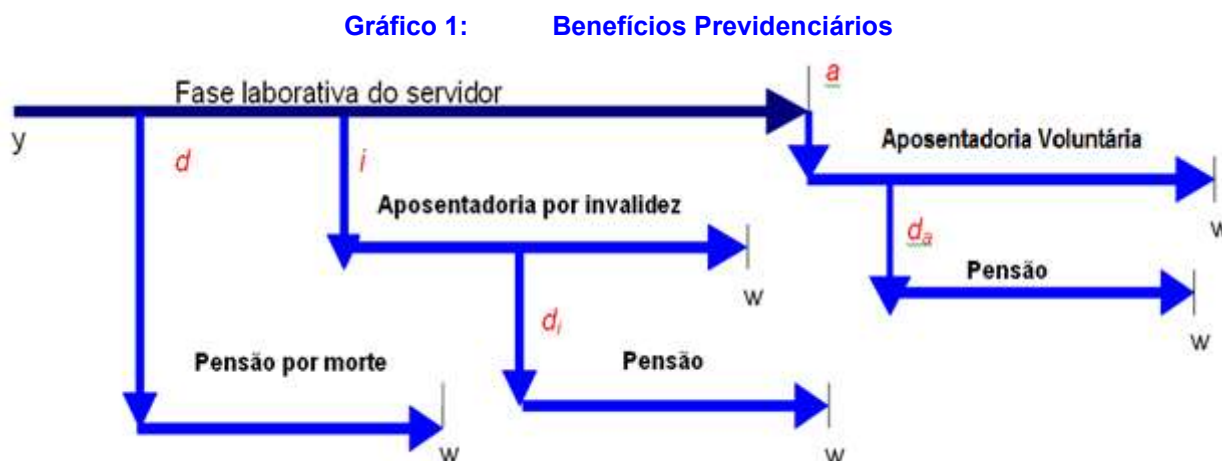 Gráfico 1: Benefícios Previdenciários
Fase laborativa do servidor
a
y
d
i
Aposentadoria Voluntária
Aposentadoria por invalidez
w
da
Pensão
w
w
di
Pensão por morte
Pensão
w
w